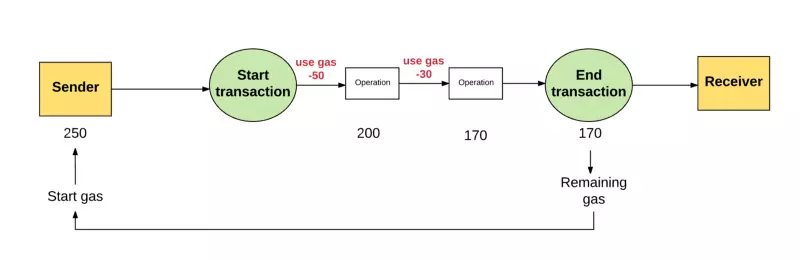 Sender
Start
transaction
use gas
-50
Operation
use gas
-30
Operation
End
transaction
Receiver
250
200
170
170
Start gas
Remaining
gas